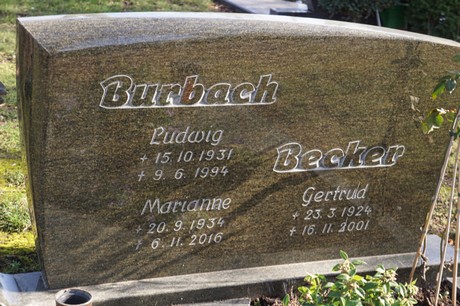 Burbach
Ludwig
+ 15.10.1931
+ 9.6.1994
Marianne
+ 20.9.1934
+ 6.11.2016
Becker
Gertrud
+ 23.3.1924
+ 16.11.2001